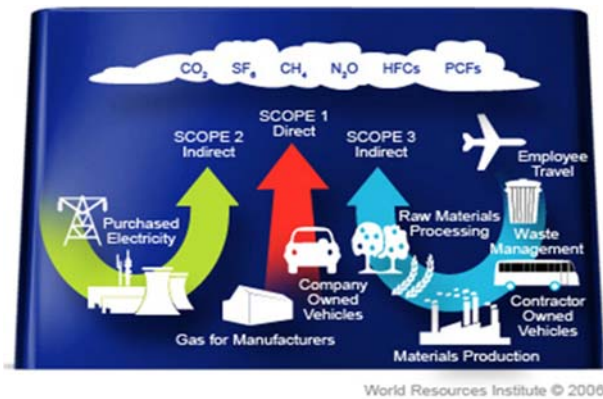 CO2 SF6 CH4 N2O HFCs PCFs
SCOPE 2
Indirect
SCOPE 1
Direct
SCOPE 3
Indirect
Employee
Travel
Purchased
Electricity
Raw Materials
Processing
Waste
Management
Company
Owned
Vehicles
Contractor
Owned
Vehicles
Gas for Manufacturers
Materials Production
World Resources Institute © 2006